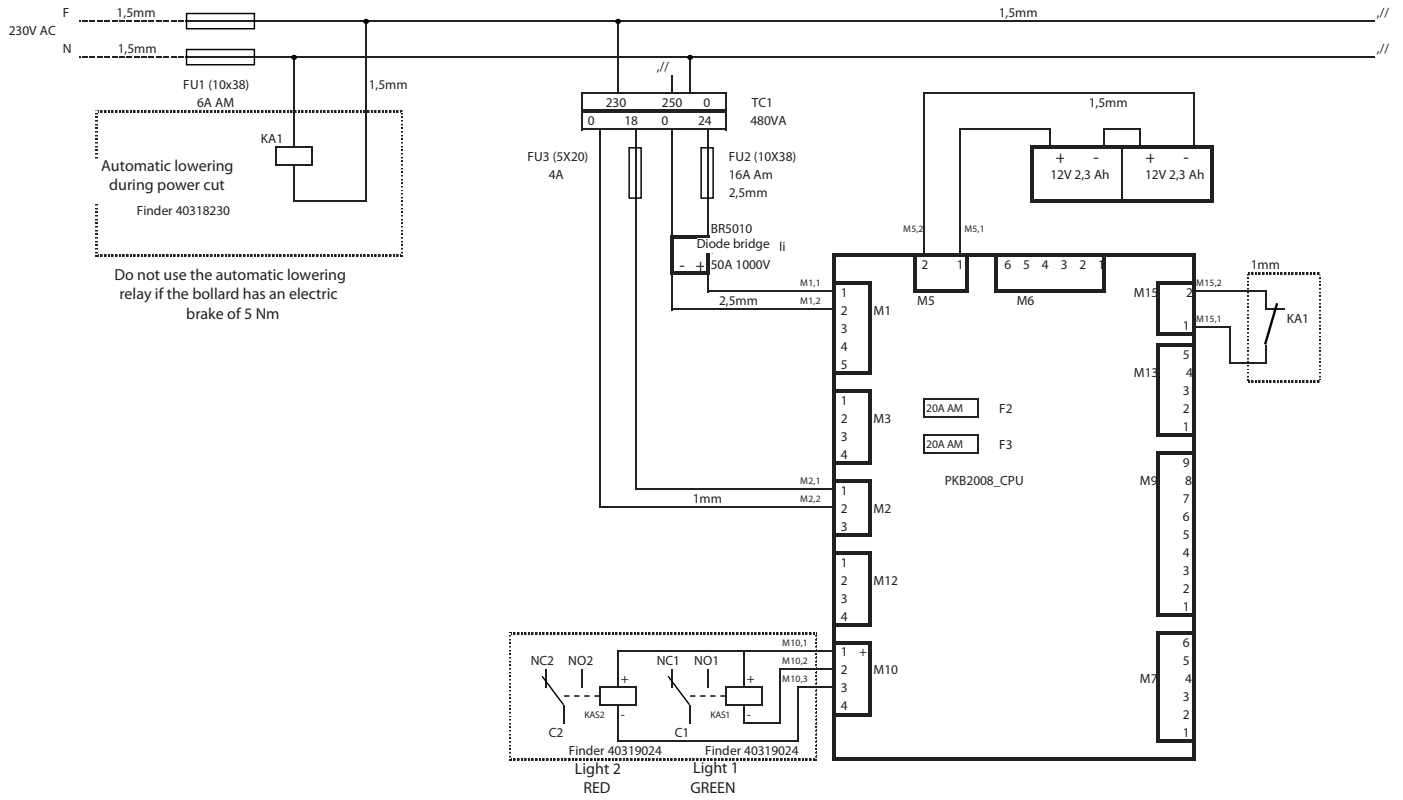 F 1,5mm 1,5mm ,//
230V AC
N 1,5mm ,//
FU1 (10x38)
6A AM
1,5mm
KA1
Automatic lowering
during power cut
Finder 40318230
Do not use the automatic lowering
relay if the bollard has an electric
brake of 5 Nm
,//
230 250 0
0 18 0 24
TC1
480VA
FU3 (5X20)
4A
FU2 (10X38)
16A Am
2,5mm
BR5010
Diode bridge li
- + 50A 1000V
M1,1
2,5mm M1,2
1,5mm
+ - + -
12V 2,3 Ah 12V 2,3 Ah
M5,2 M5,1
2 1
M5
6 5 4 3 2 1
M6
1
2
3
4
5
M1
1
2
3
4
M3
M2,1
1mm M2,2
1
2
3
M2
1
2
3
4
M12
M10,1
M10,2
M10,3
1 +
2
3
4
M10
20A AM F2
20A AM F3
PKB2008_CPU
1mm
M15
2
1
M15,2
M15,1
KA1
M13
5
4
3
2
1
M9
9
8
7
6
5
4
3
2
1
M7
6
5
4
3
2
1
NC2 NO2 NC1 NO1
+ +
KAS2 - KAS1 -
C2 C1
Finder 40319024 Finder 40319024
Light 2
RED
Light 1
GREEN